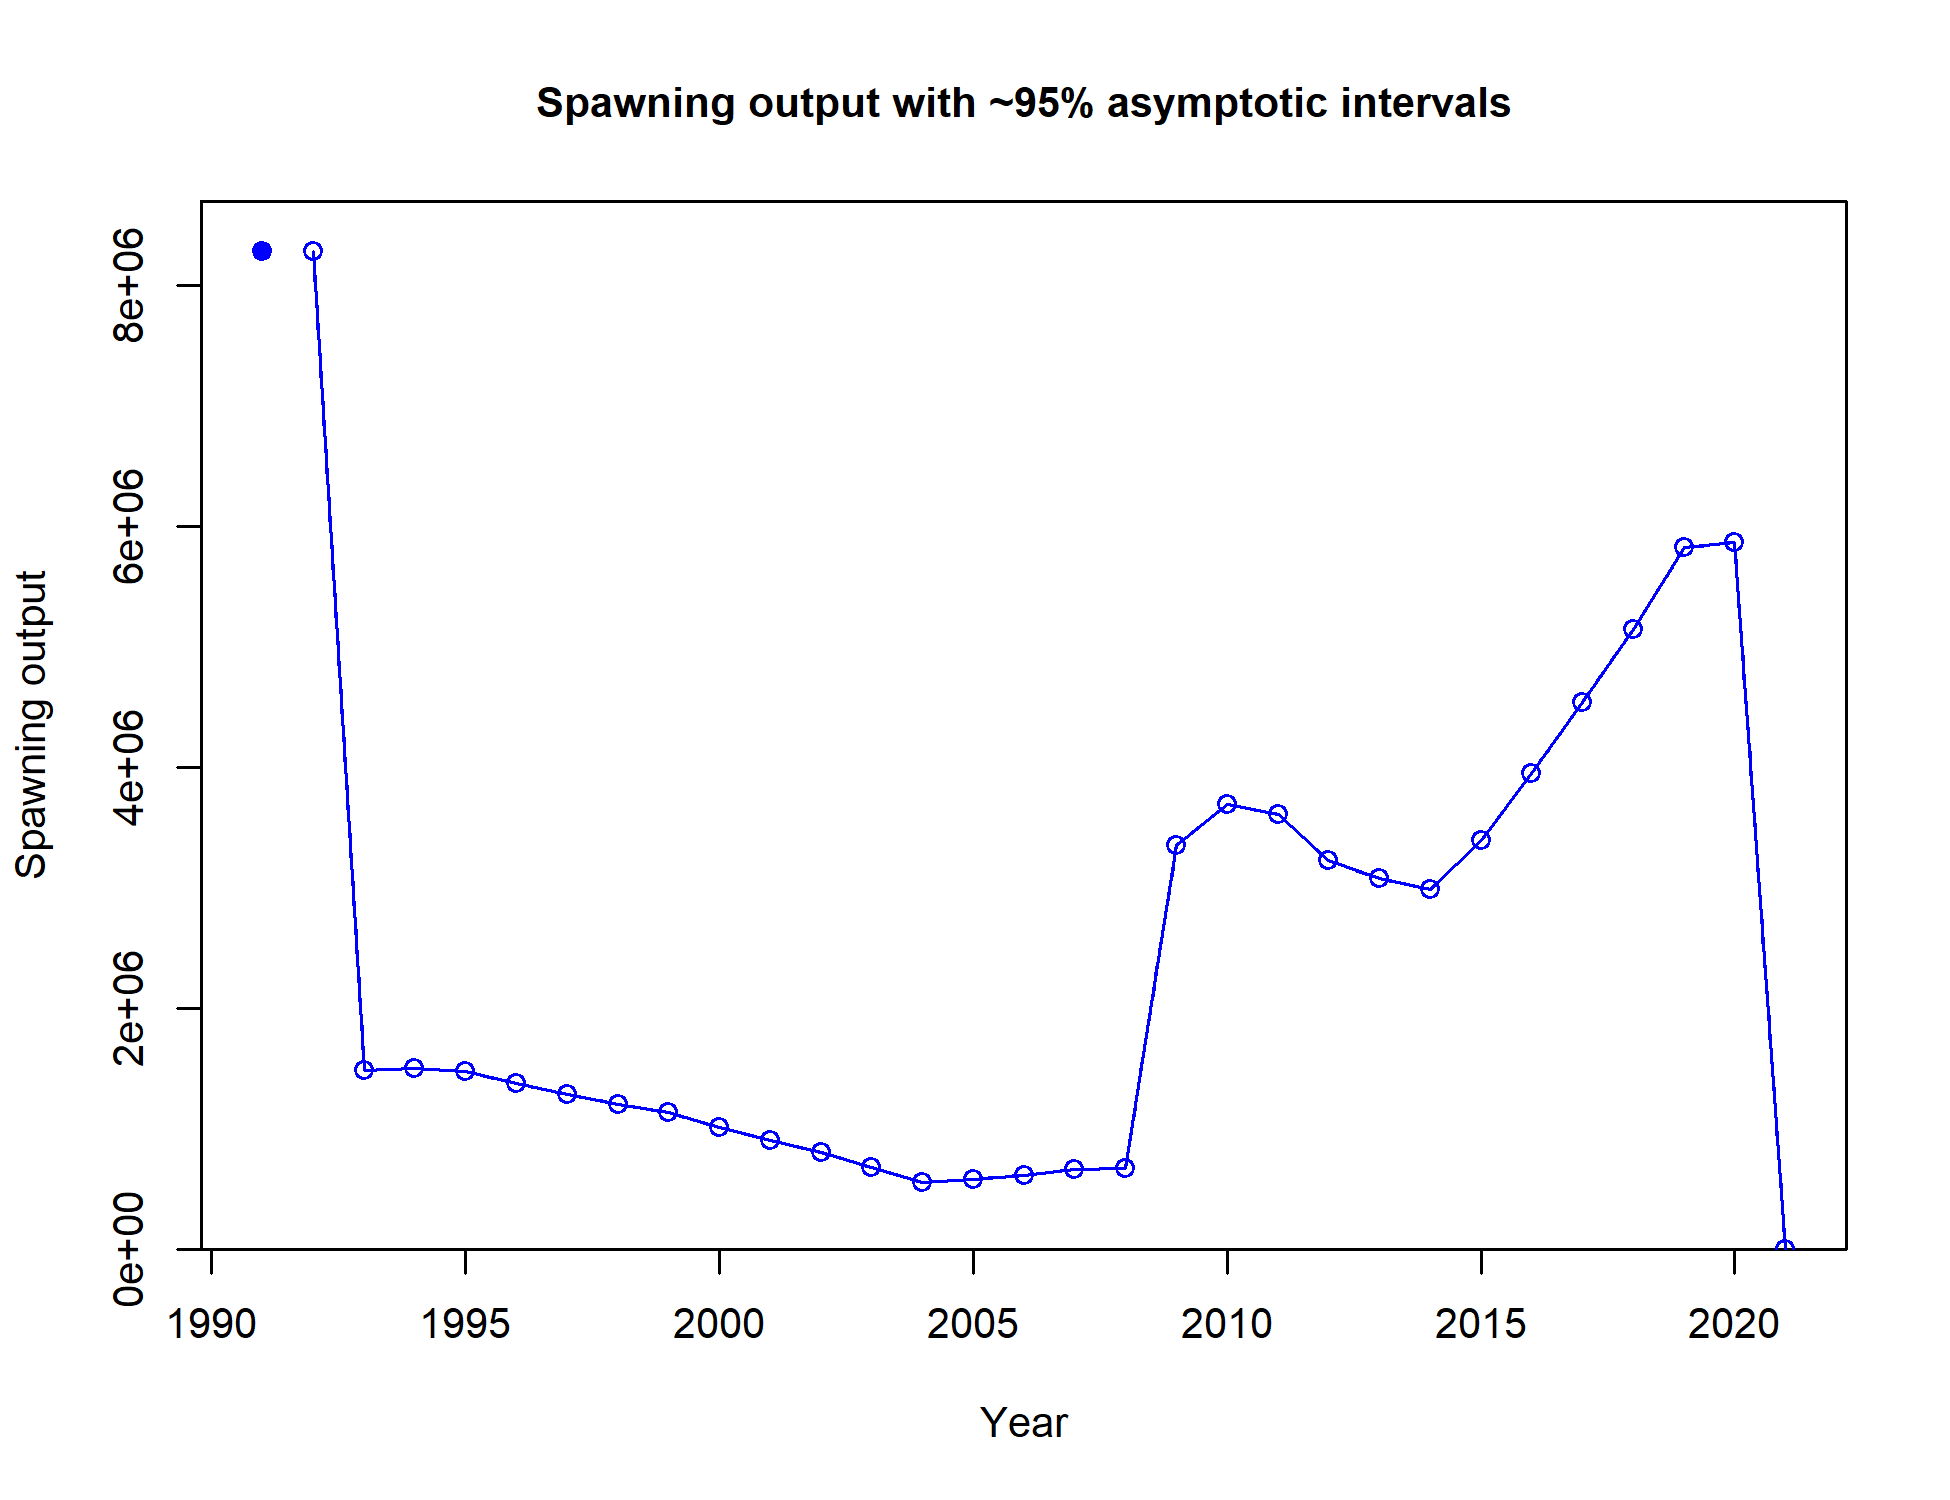 Spawning output with ~95% asymptotic intervals
8e+06
6e+06
4e+06
2e+06
0e+00
Spawning output
1990 1995 2000 2005 2010 2015 2020
Year